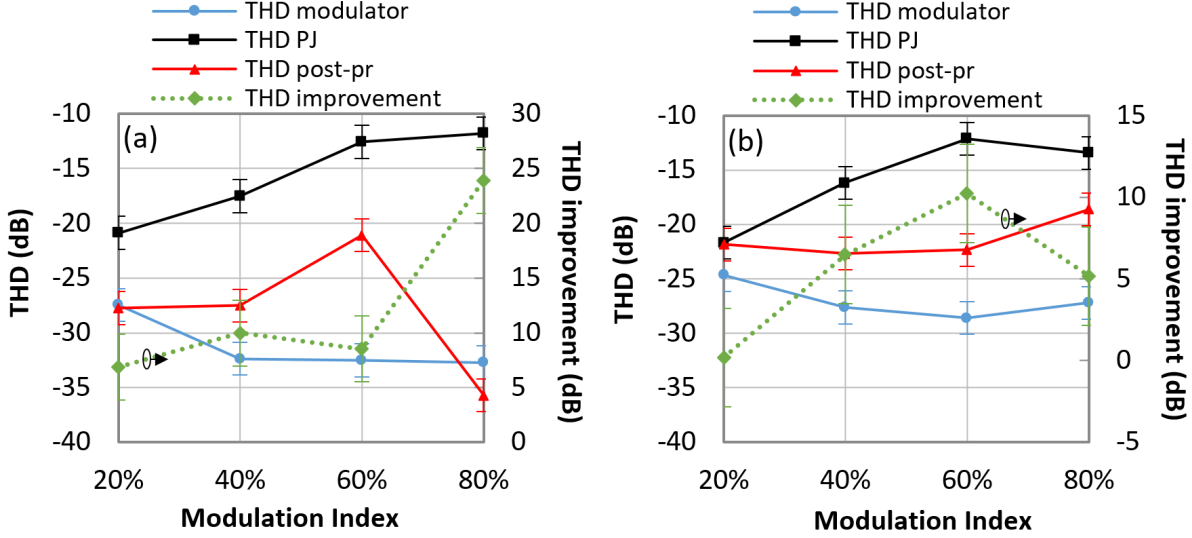 THD modulator
THD PJ
THD post-pr
THD improvement
(a)
THD (dB)
-10
-15
-20
-25
-30
-35
-40
30
25
20
15
10
5
0
THD improvement (dB)
20% 40% 60% 80%
Modulation Index
THD modulator
THD PJ
THD post-pr
THD improvement
(b)
THD (dB)
-10
-15
-20
-25
-30
-35
-40
15
10
5
0
-5
THD improvement
(dB)
20% 40% 60% 80%
Modulation Index